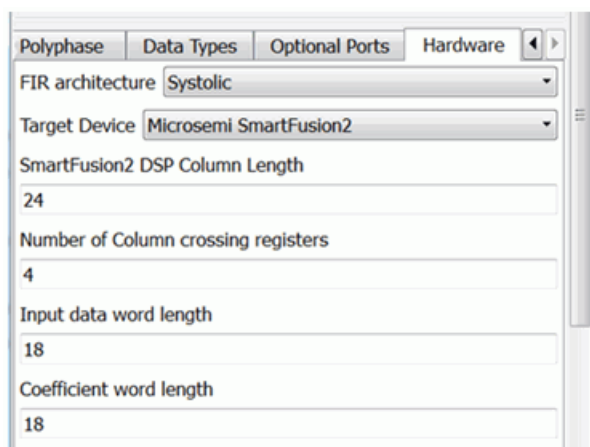 Polyphase Data Types Optional Ports Hardware
FIR architecture Systolic
Target Device Microsemi SmartFusion2
SmartFusion2 DSP Column Length
24
Number of Column crossing registers
4
Input data word length
18
Coefficient word length
18